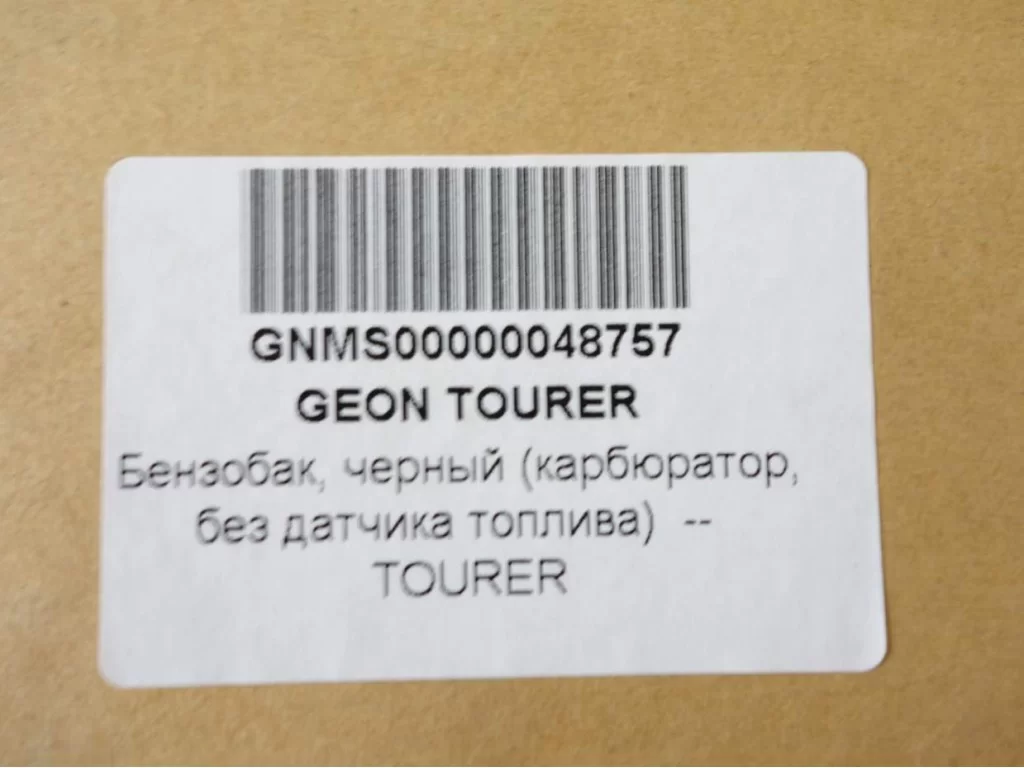 GNMS00000048757
GEON TOURER
Бензобак, черный (карбюратор,
без датчика топлива) --
TOURER